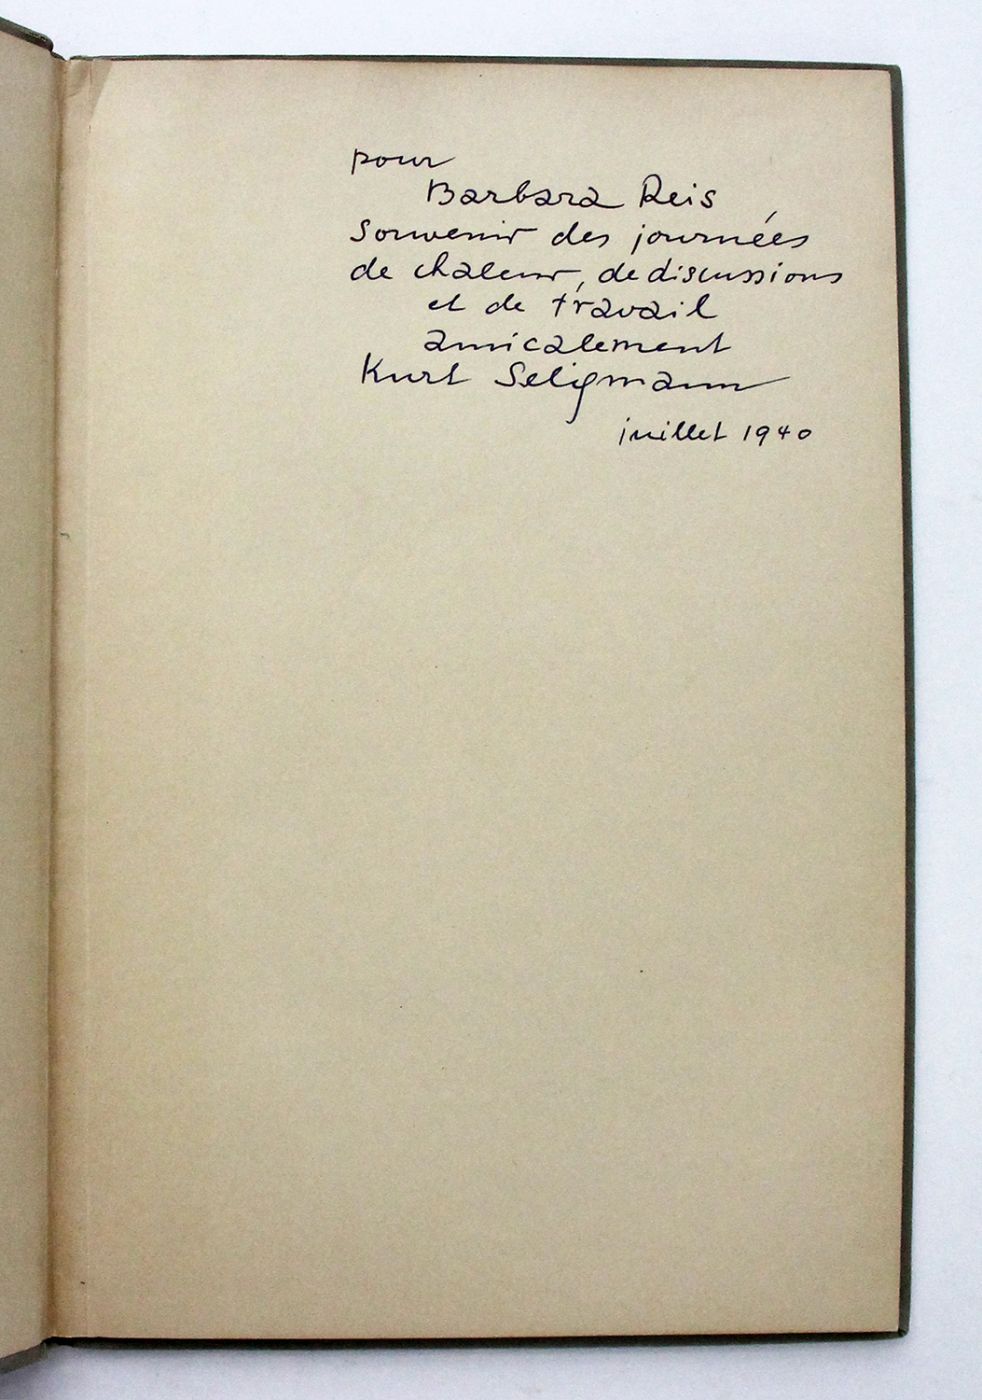 pour
Barbara Reis
Souvenir des journées
de chaleur, de discussions
et de travail
amicalement
Kurt Seligmann
juillet 1940